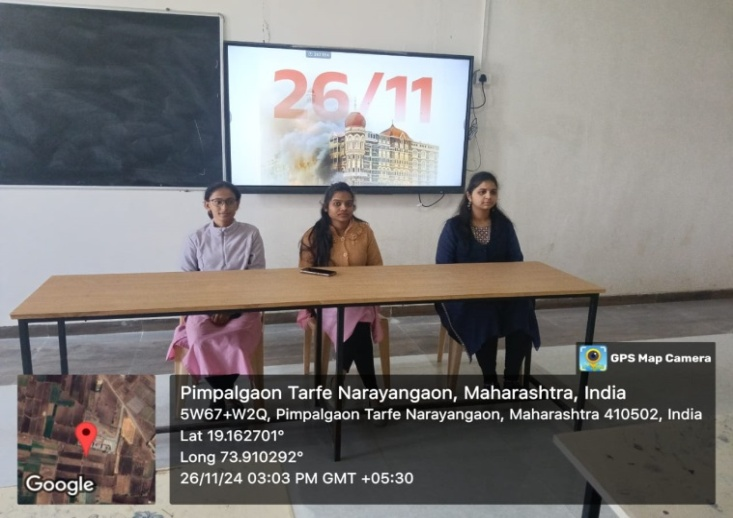 26/11
GPS Map Camera
Pimpalgaon Tarfe Narayangaon, Maharashtra, India
5W67+W2Q, Pimpalgaon Tarfe Narayangaon, Maharashtra 410502, India
Lat 19.162701°
Long 73.910292°
26/11/24 03:03 PM GMT +05:30
Google